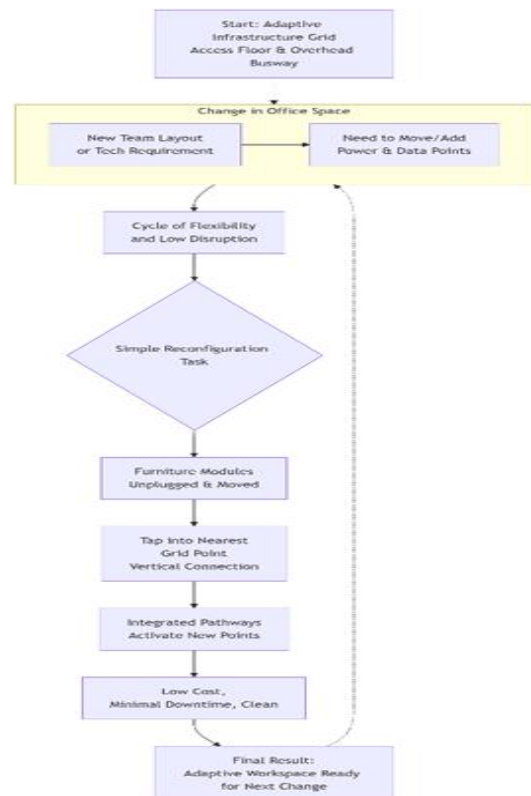 Start: Adaptive
Infrastructure Grid
Access Floor & Overhead
Busway
Change in Office Space
New Team Layout
or Tech Requirement
Need to Move/Add
Power & Data Points
Cycle of Flexibility
and Low Disruption
Simple Reconfiguration
Task
Furniture Modules
Unplugged & Moved
Tap into Nearest
Grid Point
Vertical Connection
Integrated Pathways
Activate New Points
Low Cost,
Minimal Downtime, Clean
Final Result:
Adaptive Workspace Ready
for Next Change